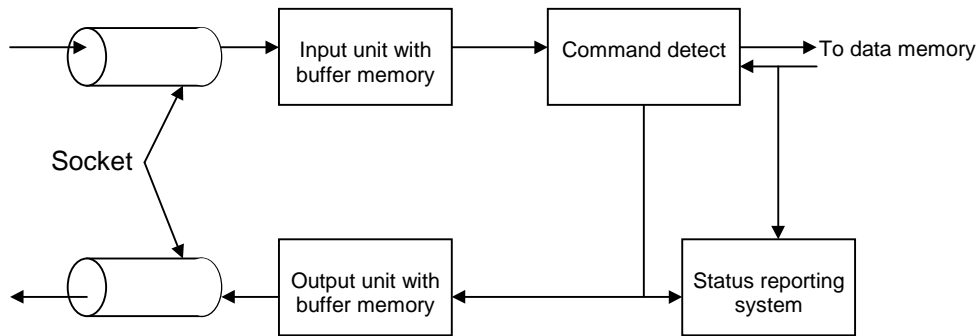 Input unit with
buffer memory
Command detect
To data memory
Socket
Output unit with
buffer memory
Status reporting
system